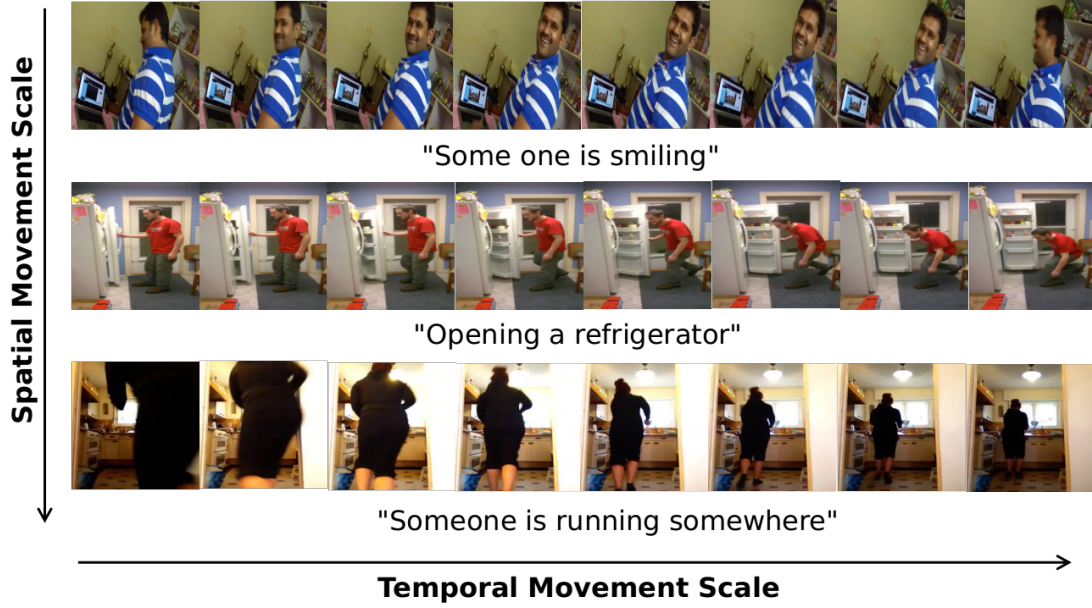 Spatial Movement Scale
"Some one is smiling"
"Opening a refrigerator"
"Someone is running somewhere"
Temporal Movement Scale